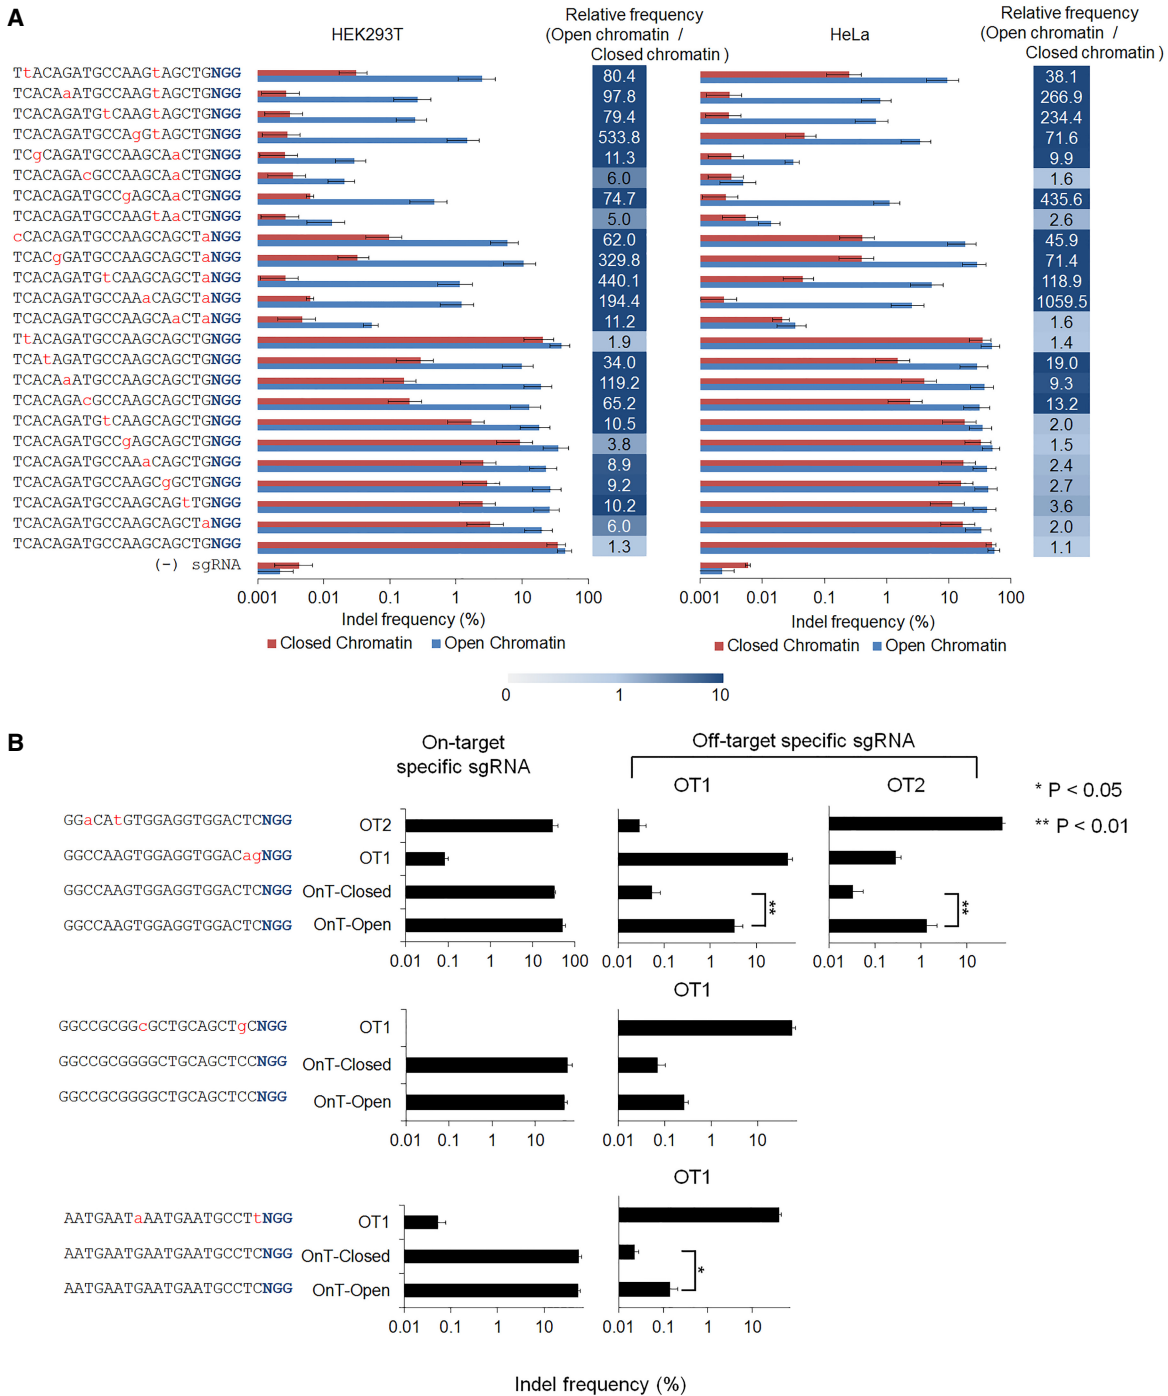 A
HEK293T
Relative frequency
(Open chromatin /
Closed chromatin )
HeLa
Relative frequency
(Open chromatin /
Closed chromatin )
TtACAGATGCCAAGtAGCTGNGG 80.4 38.1
TCACAaATGCCAAGtAGCTGNGG 97.8 266.9
TCACAGATGtCAAGtAGCTGNGG 79.4 234.4
TCACAGATGCCAgGtAGCTGNGG 533.8 71.6
TCgCAGATGCCAAGCAaCTGNGG 11.3 9.9
TCACAGAcGCCAAGCAaCTGNGG 6.0 1.6
TCACAGATGCCgAGCAaCTGNGG 74.7 435.6
TCACAGATGCCAAGtAaCTGNGG 5.0 2.6
cCACAGATGCCAAGCAGCTaNGG 62.0 45.9
TCACgGATGCCAAGCAGCTaNGG 329.8 71.4
TCACAGATGtCAAGCAGCTaNGG 440.1 118.9
TCACAGATGCCAAaCAGCTaNGG 194.4 1059.5
TCACAGATGCCAAGCAaCTaNGG 11.2 1.6
TtACAGATGCCAAGCAGCTGNGG 1.9 1.4
TCAtAGATGCCAAGCAGCTGNGG 34.0 19.0
TCACAaATGCCAAGCAGCTGNGG 119.2 9.3
TCACAGAcGCCAAGCAGCTGNGG 65.2 13.2
TCACAGATGtCAAGCAGCTGNGG 10.5 2.0
TCACAGATGCCgAGCAGCTGNGG 3.8 1.5
TCACAGATGCCAAaCAGCTGNGG 8.9 2.4
TCACAGATGCCAAGCgGCTGNGG 9.2 2.7
TCACAGATGCCAAGCAGtTGNGG 10.2 3.6
TCACAGATGCCAAGCAGCTaNGG 6.0 2.0
TCACAGATGCCAAGCAGCTGNGG 1.3 1.1
(-) sgRNA
0.001 0.01 0.1 1 10 100
0.001 0.01 0.1 1 10 100
Indel frequency (%)
Indel frequency (%)
Closed Chromatin Open Chromatin
Closed Chromatin Open Chromatin
0 1 10
B
On-target
specific sgRNA
Off-target specific sgRNA
OT1
OT2
* P < 0.05
** P < 0.01
GGaCAtGTGGAGGTGGACTCNGG OT2
GGCCAAGTGGAGGTGGACagNGG OT1
GGCCAAGTGGAGGTGGACTCNGG OnT-Closed
GGCCAAGTGGAGGTGGACTCNGG OnT-Open
**
**
0.01 0.1 1 10 100
0.01 0.1 1 10
0.01 0.1 1 10
OT1
GGCCGCGGcGCTGCAGCTgCNGG OT1
GGCCGCGGGGCTGCAGCTCCNGG OnT-Closed
GGCCGCGGGGCTGCAGCTCCNGG OnT-Open
0.01 0.1 1 10
0.01 0.1 1 10
OT1
AATGAATaAATGAATGCCTtNGG OT1
AATGAATGAATGAATGCCTCNGG OnT-Closed
AATGAATGAATGAATGCCTCNGG OnT-Open
*
0.01 0.1 1 10
0.01 0.1 1 10
Indel frequency (%)